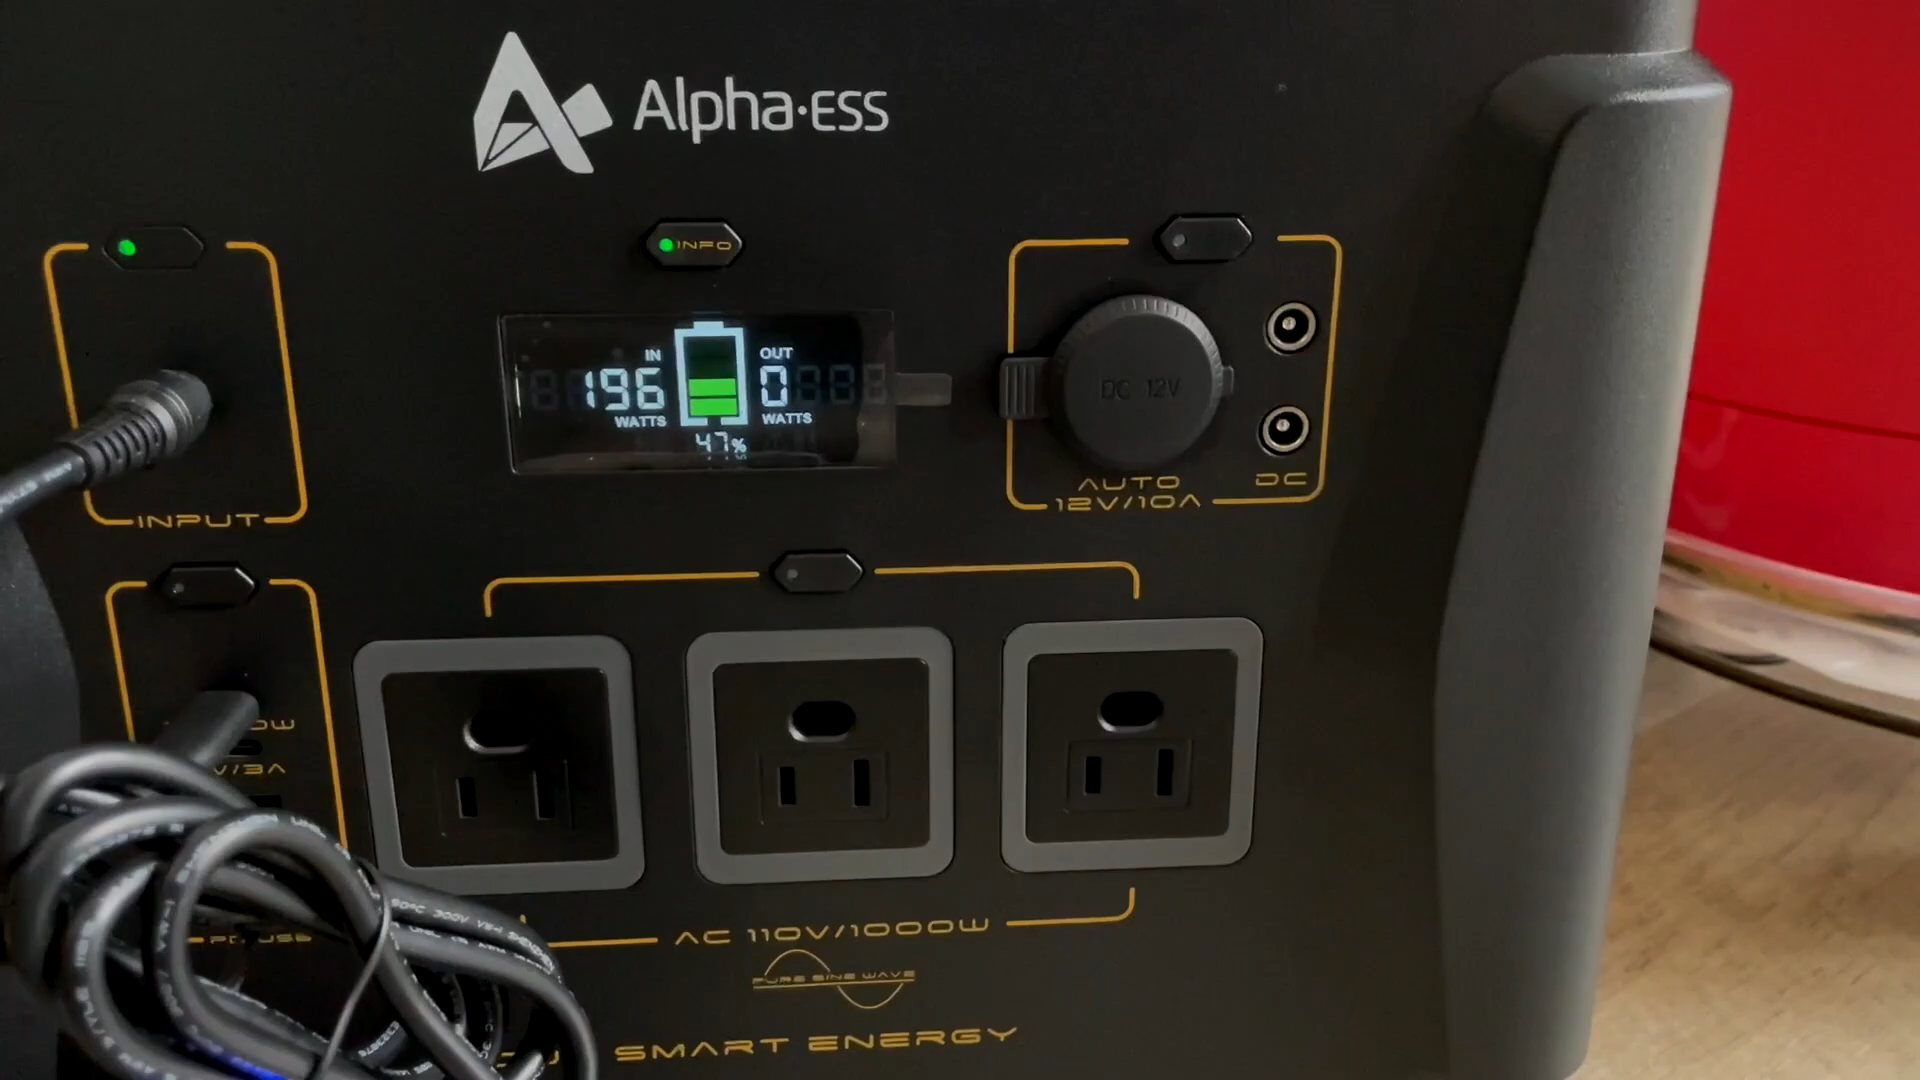 Alpha·ESS
INFO
IN
196
WATTS
OUT
0
WATTS
47%
INPUT
DC 12V
AUTO
12V/10A
DC
V/3A
AC 110V/1000W
PURE SINE WAVE
SMART ENERGY